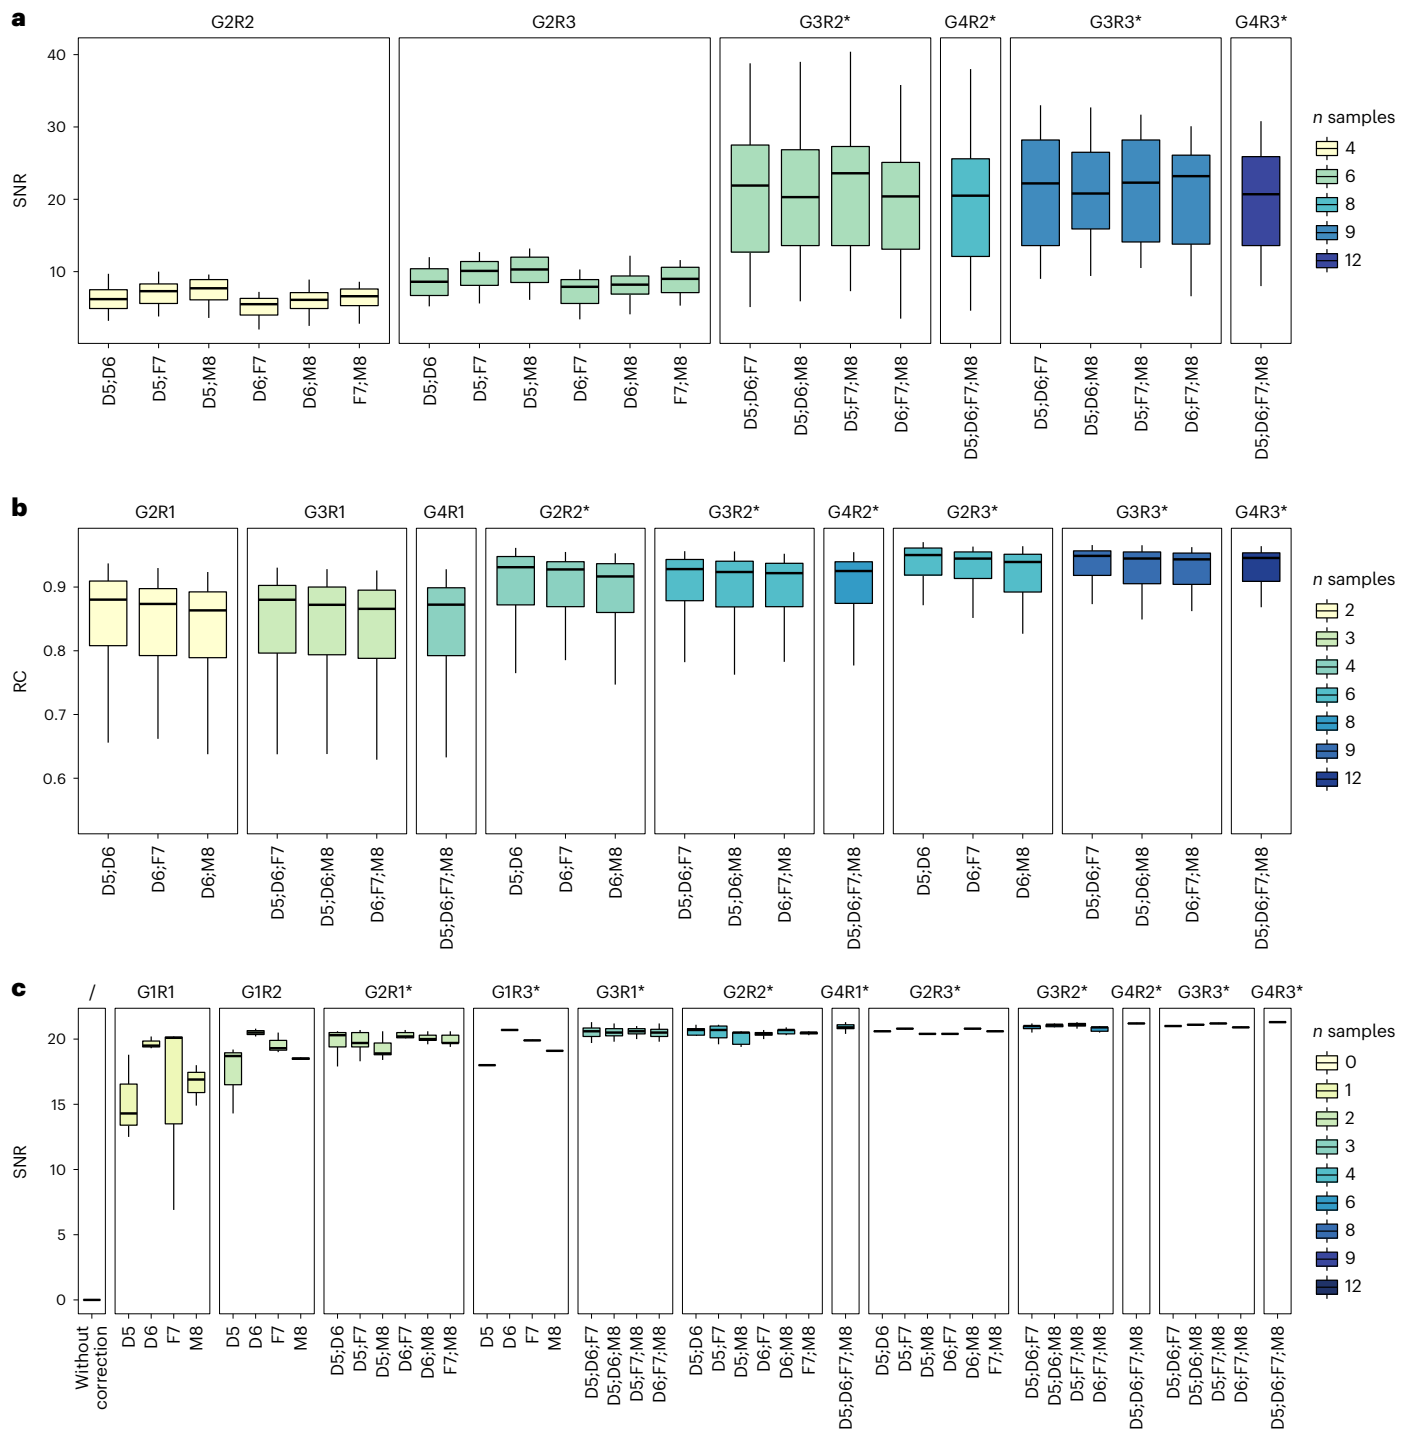 a
G2R2 G2R3 G3R2* G4R2* G3R3* G4R3*
SNR
40
30
20
10
D5;D6 D5;F7 D5;M8 D6;F7 D6;M8 F7;M8 D5;D6 D5;F7 D5;M8 D6;F7 D6;M8 F7;M8 D5;D6;F7 D5;D6;M8 D5;F7;M8 D6;F7;M8 D5;D6;F7;M8 D5;D6;F7 D5;D6;M8 D5;F7;M8 D6;F7;M8 D5;D6;F7;M8
n samples
4
6
8
9
12
b
G2R1 G3R1 G4R1 G2R2* G3R2* G4R2* G2R3* G3R3* G4R3*
RC
0.9
0.8
0.7
0.6
D5;D6 D6;F7 D6;M8 D5;D6;F7 D5;D6;M8 D6;F7;M8 D5;D6;F7;M8 D5;D6 D6;F7 D6;M8 D5;D6;F7 D5;D6;M8 D6;F7;M8 D5;D6;F7;M8 D5;D6 D6;F7 D6;M8 D5;D6;F7 D5;D6;M8 D6;F7;M8 D5;D6;F7;M8
n samples
2
3
4
6
8
9
12
c
/ G1R1 G1R2 G2R1* G1R3* G3R1* G2R2* G4R1* G2R3* G3R2* G4R2* G3R3* G4R3*
SNR
20
15
10
5
0
Without
correction
D5 D6 F7 M8 D5 D6 F7 M8 D5;D6 D5;F7 D5;M8 D6;F7 D6;M8 F7;M8 D5 D6 F7 M8 D5;D6;F7 D5;D6;M8 D5;F7;M8 D6;F7;M8 D5;D6 D5;F7 D5;M8 D6;F7 D6;M8 F7;M8 D5;D6;F7;M8 D5;D6 D5;F7 D5;M8 D6;F7 D6;M8 F7;M8 D5;D6;F7 D5;D6;M8 D5;F7;M8 D6;F7;M8 D5;D6;F7;M8 D5;D6;F7 D5;D6;M8 D5;F7;M8 D6;F7;M8 D5;D6;F7;M8
n samples
0
1
2
3
4
6
8
9
12